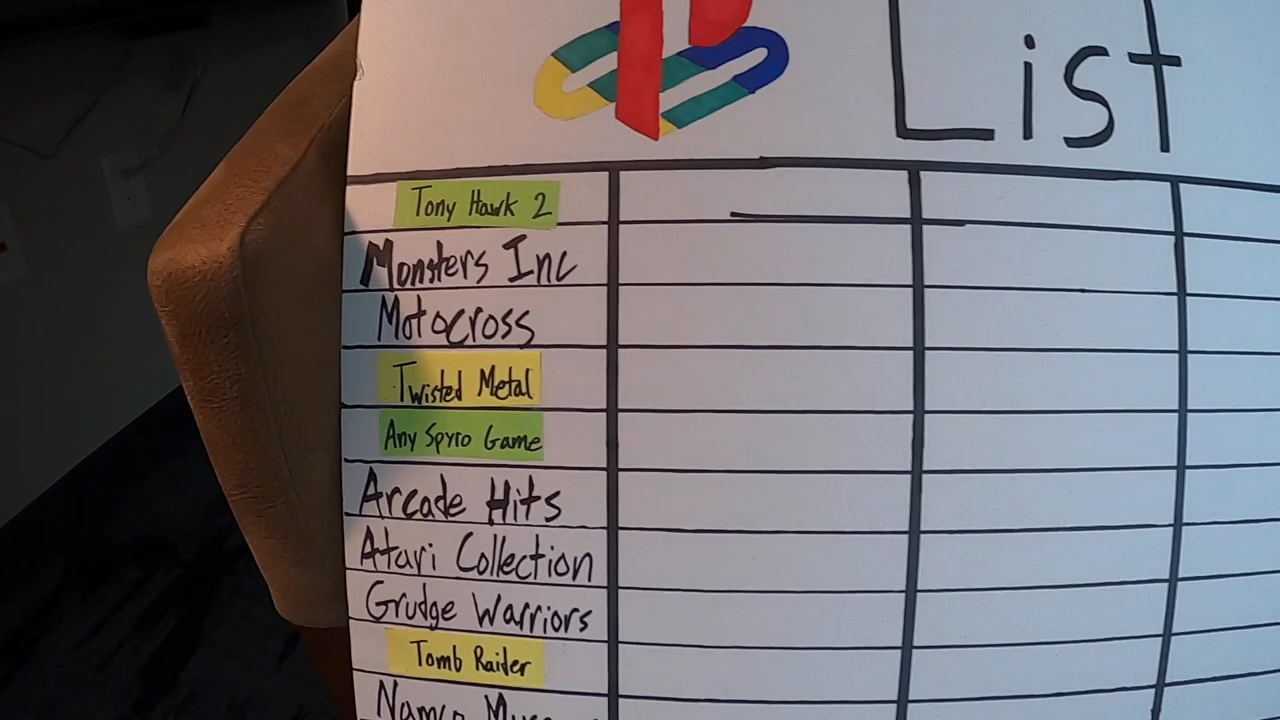 List
Tony Hawk 2
Monsters Inc
Motocross
Twisted Metal
Any Spyro Game
Arcade Hits
Atari Collection
Grudge Warriors
Tomb Raider
Namco